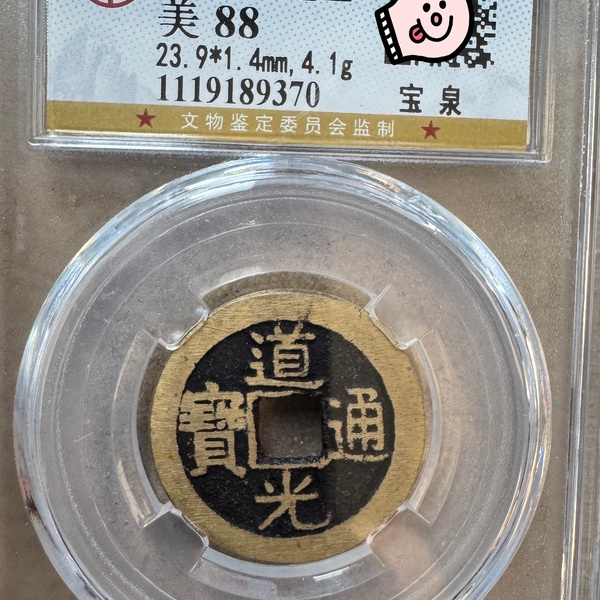 美 88
23.9*1.4mm,4.1g
1119189370
宝泉
★ 文物鉴定委员会监制 ★
道光通寳